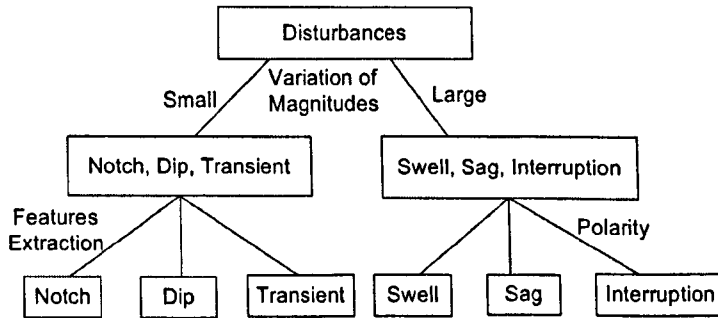 Disturbances
Variation of
Magnitudes
Small
Large
Notch, Dip, Transient
Swell, Sag, Interruption
Features
Extraction
Polarity
Notch
Dip
Transient
Swell
Sag
Interruption